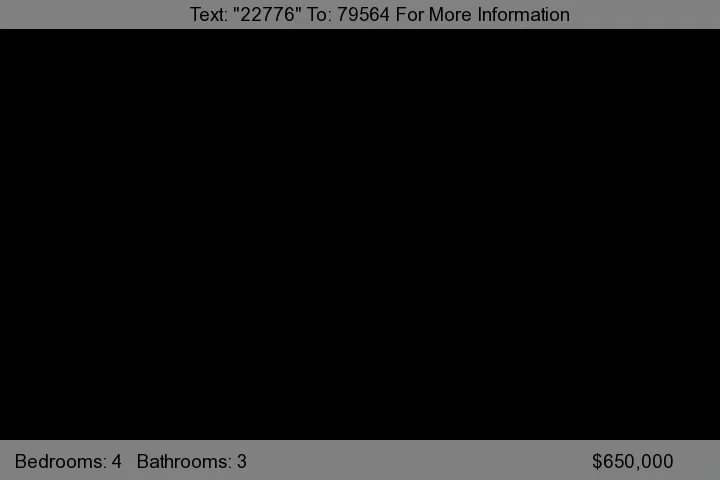 Text: "22776" To: 79564 For More Information
Bedrooms: 4 Bathrooms: 3 $650,000